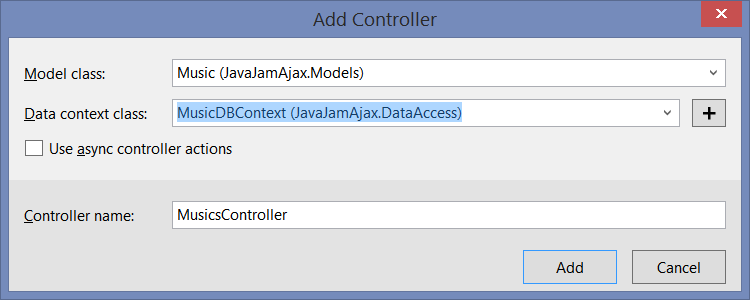 Add Controller
Model class: Music (JavaJamAjax.Models)
Data context class: MusicDBContext (JavaJamAjax.DataAccess) +
Use async controller actions
Controller name: MusicsController
Add Cancel